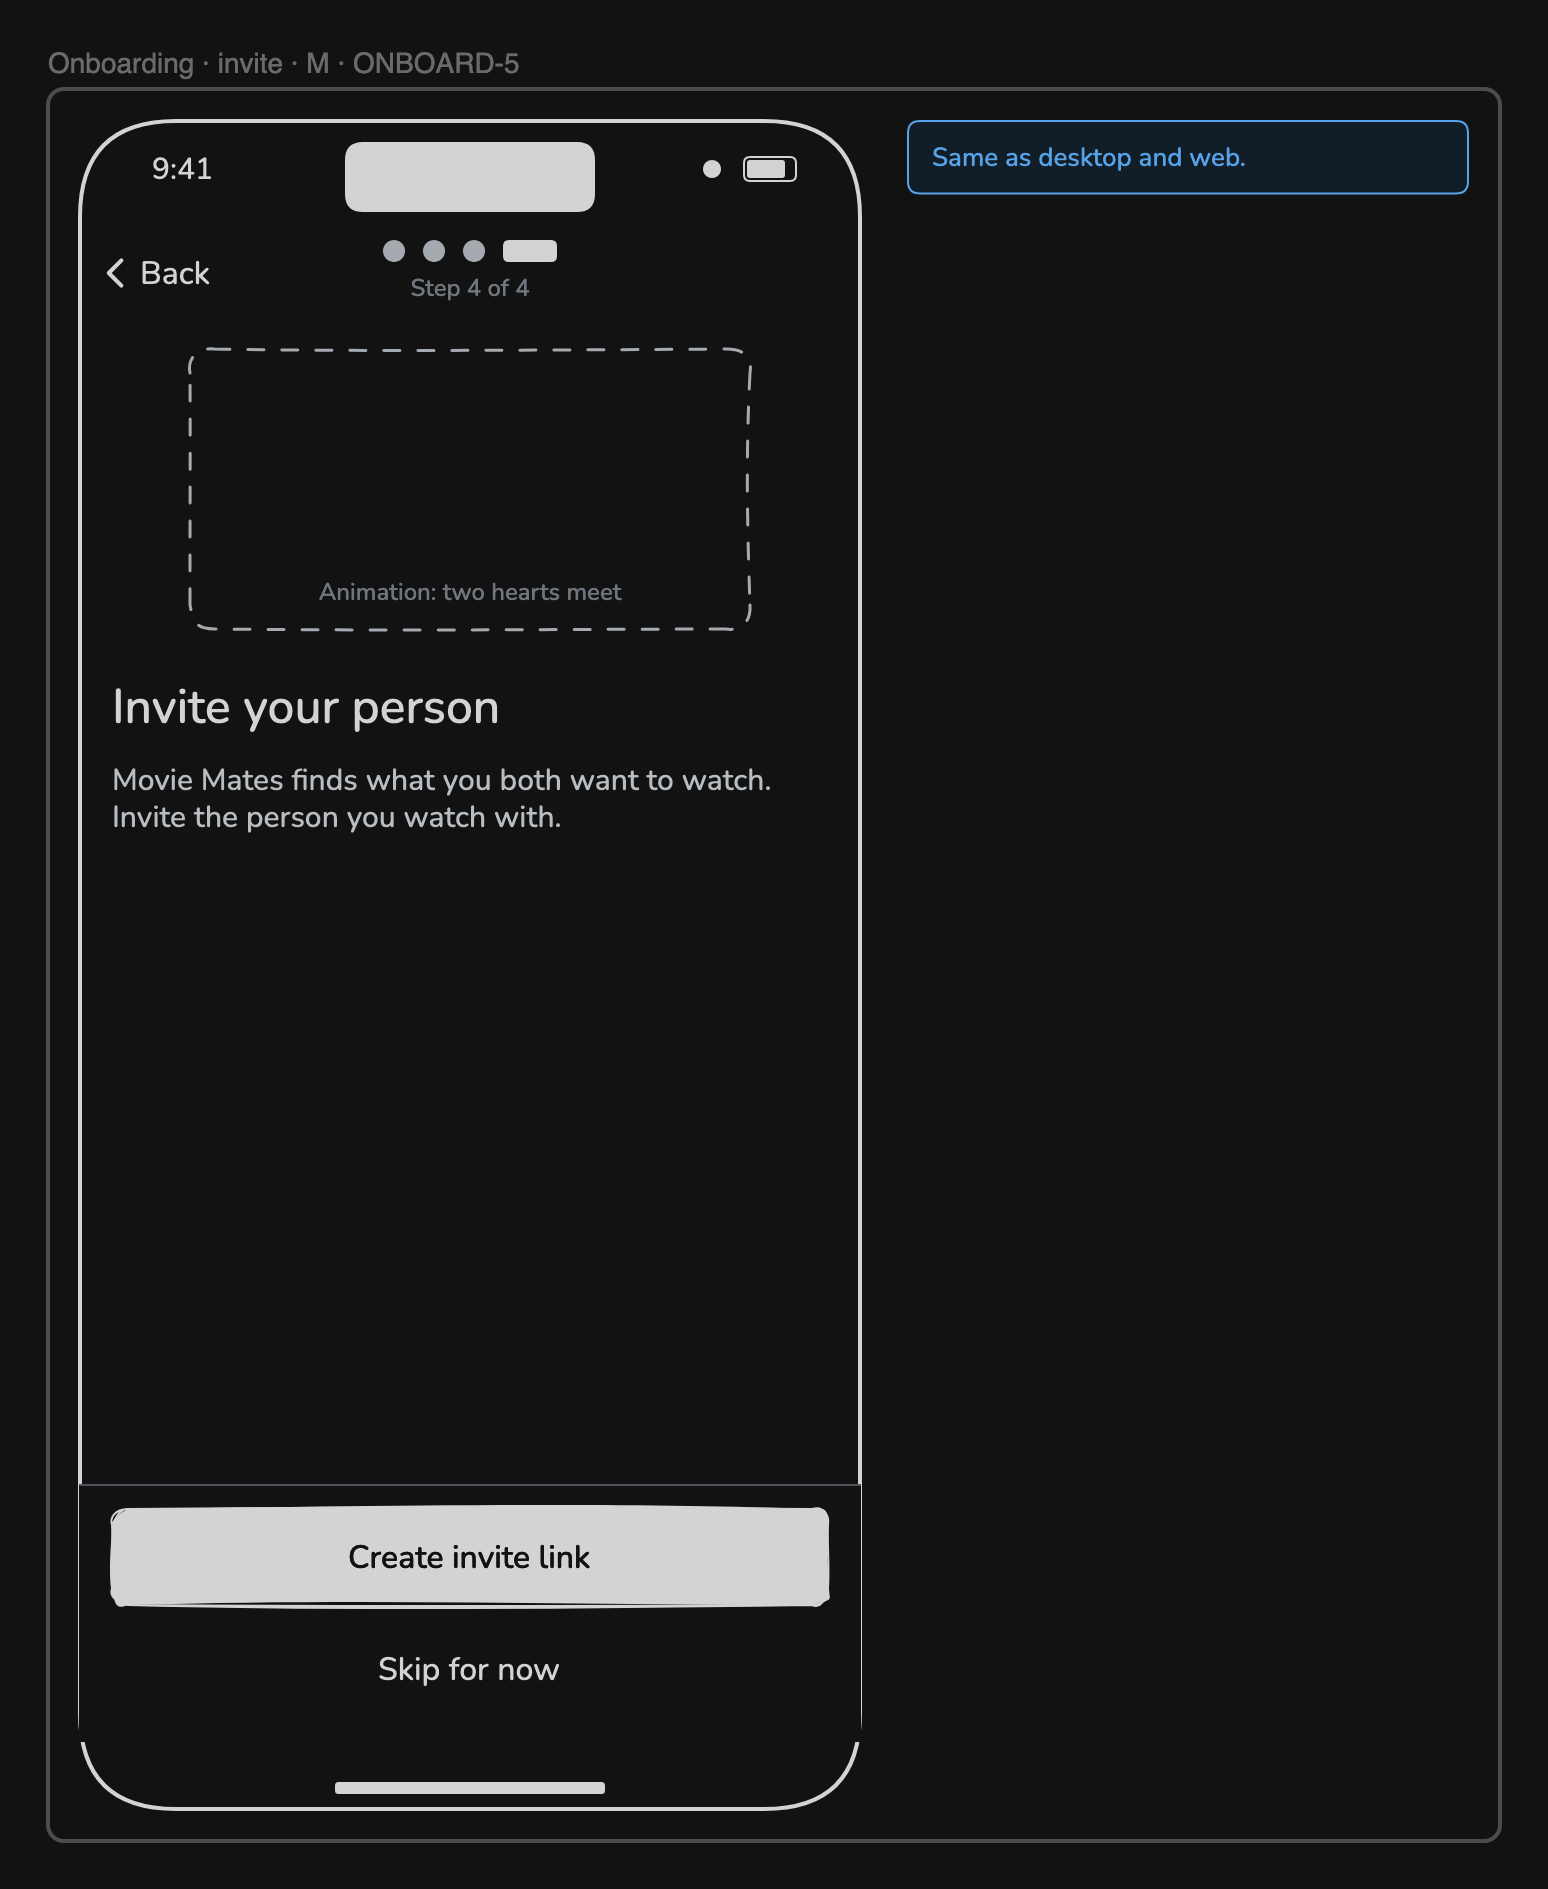 Onboarding · invite · M · ONBOARD-5
9:41
Same as desktop and web.
Back
Step 4 of 4
Animation: two hearts meet
Invite your person
Movie Mates finds what you both want to watch.
Invite the person you watch with.
Create invite link
Skip for now